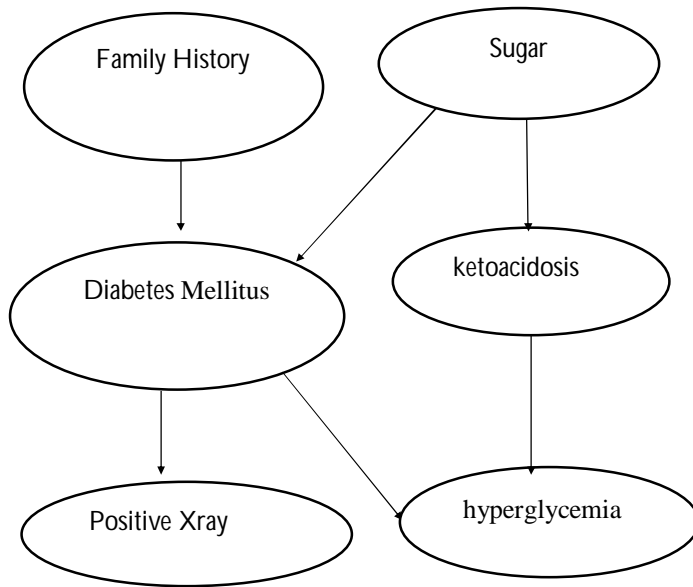 Family History
Sugar
Diabetes Mellitus
ketoacidosis
Positive Xray
hyperglycemia